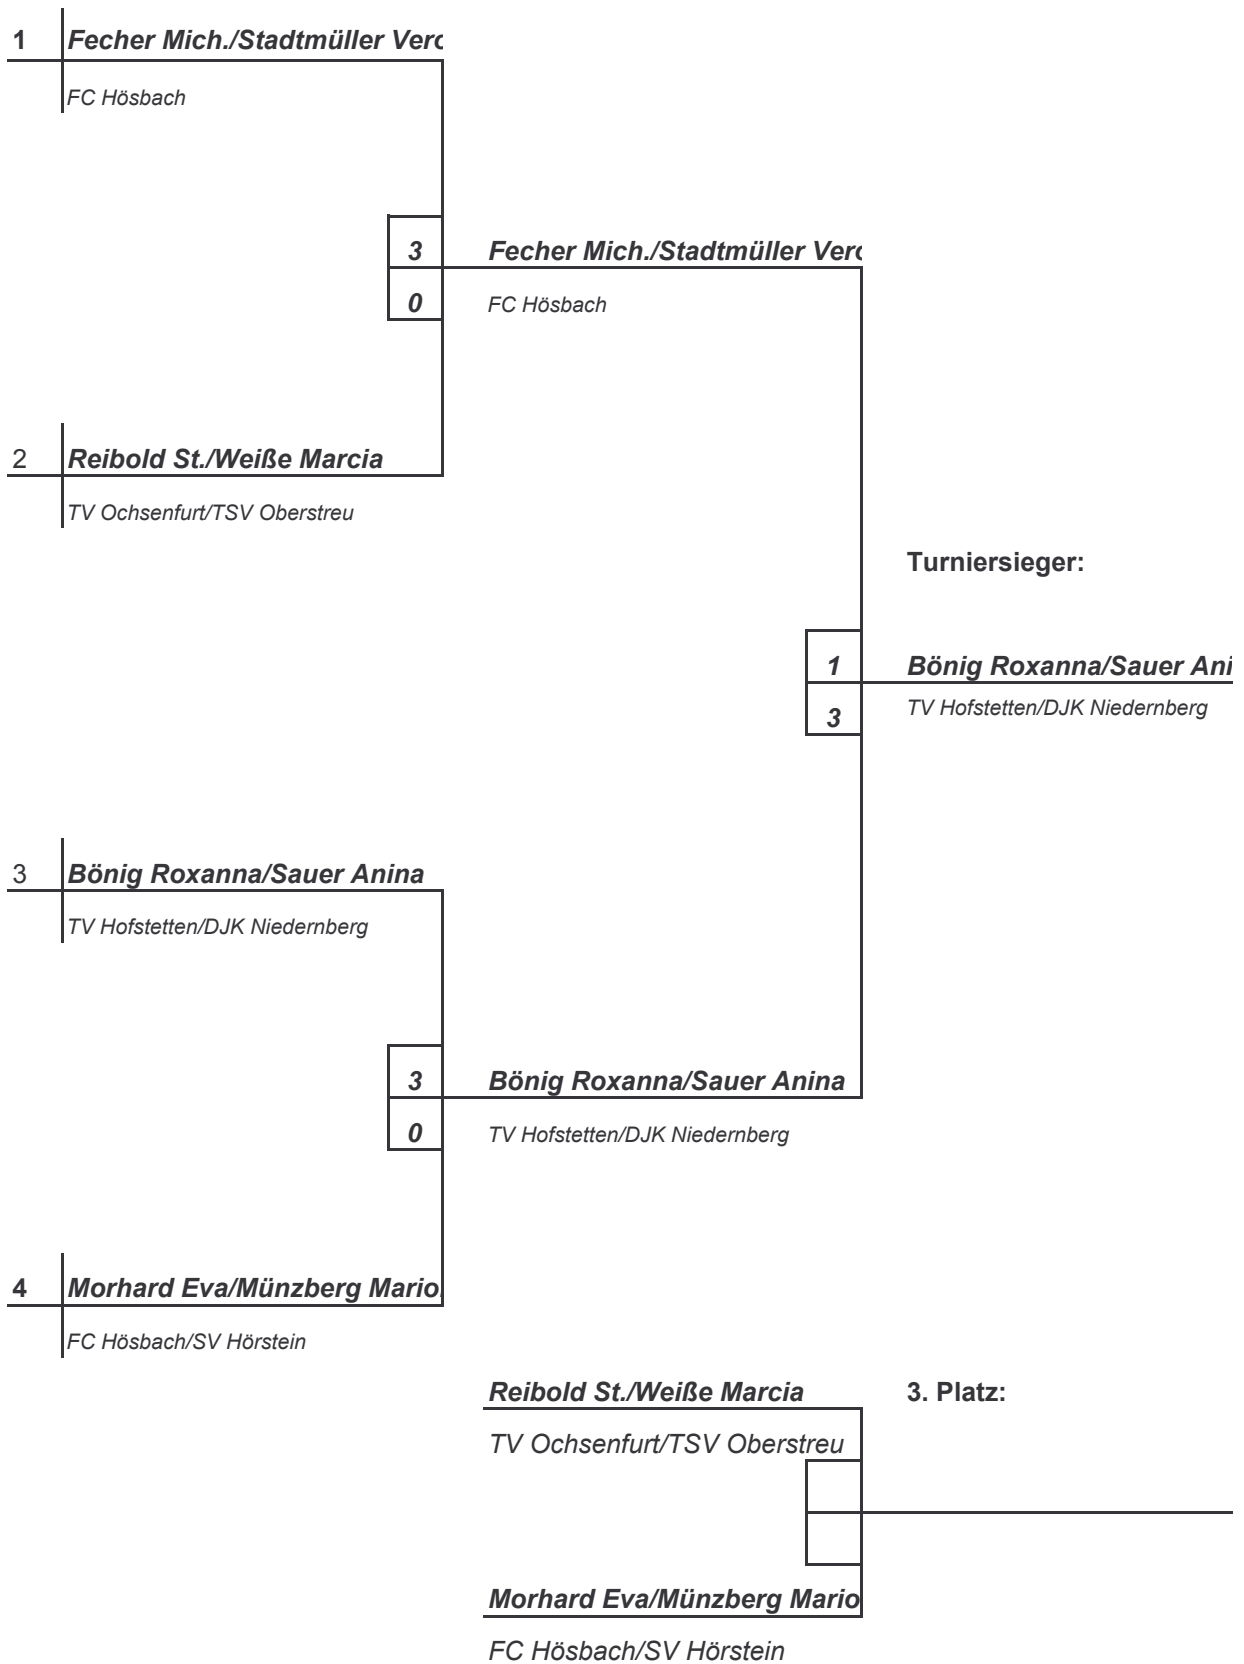 1 Fecher Mich./Stadtmüller Vero
FC Hösbach
3 Fecher Mich./Stadtmüller Vero
0 FC Hösbach
2 Reibold St./Weiße Marcia
TV Ochsenfurt/TSV Oberstreu
Turniersieger:
1 Bönig Roxanna/Sauer Ani
3 TV Hofstetten/DJK Niedernberg
3 Bönig Roxanna/Sauer Anina
TV Hofstetten/DJK Niedernberg
3 Bönig Roxanna/Sauer Anina
0 TV Hofstetten/DJK Niedernberg
4 Morhard Eva/Münzberg Mario
FC Hösbach/SV Hörstein
Reibold St./Weiße Marcia 3. Platz:
TV Ochsenfurt/TSV Oberstreu
Morhard Eva/Münzberg Mario
FC Hösbach/SV Hörstein